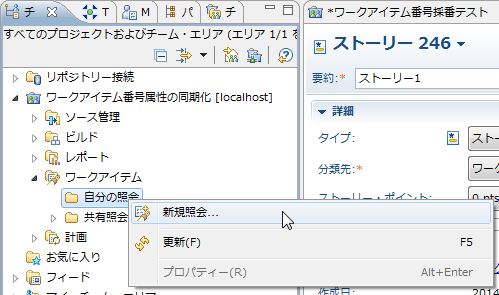 チ T パ チ
すべてのプロジェクトおよびチーム・エリア (エリア 1/1 を
リポジトリー接続
ワークアイテム番号属性の同期化 [localhost]
ソース管理
ビルド
レポート
ワークアイテム
自分の照会
共有照会
計画
お気に入り
フィード
新規照会...
更新(F) F5
プロパティー(R) Alt+Enter
*ワークアイテム番号採番テスト
ストーリー 246
要約:* ストーリー1
詳細
タイプ: スト
分類先:* ワーク
ストーリー・ポイント: 0 pts
作成日: 2014